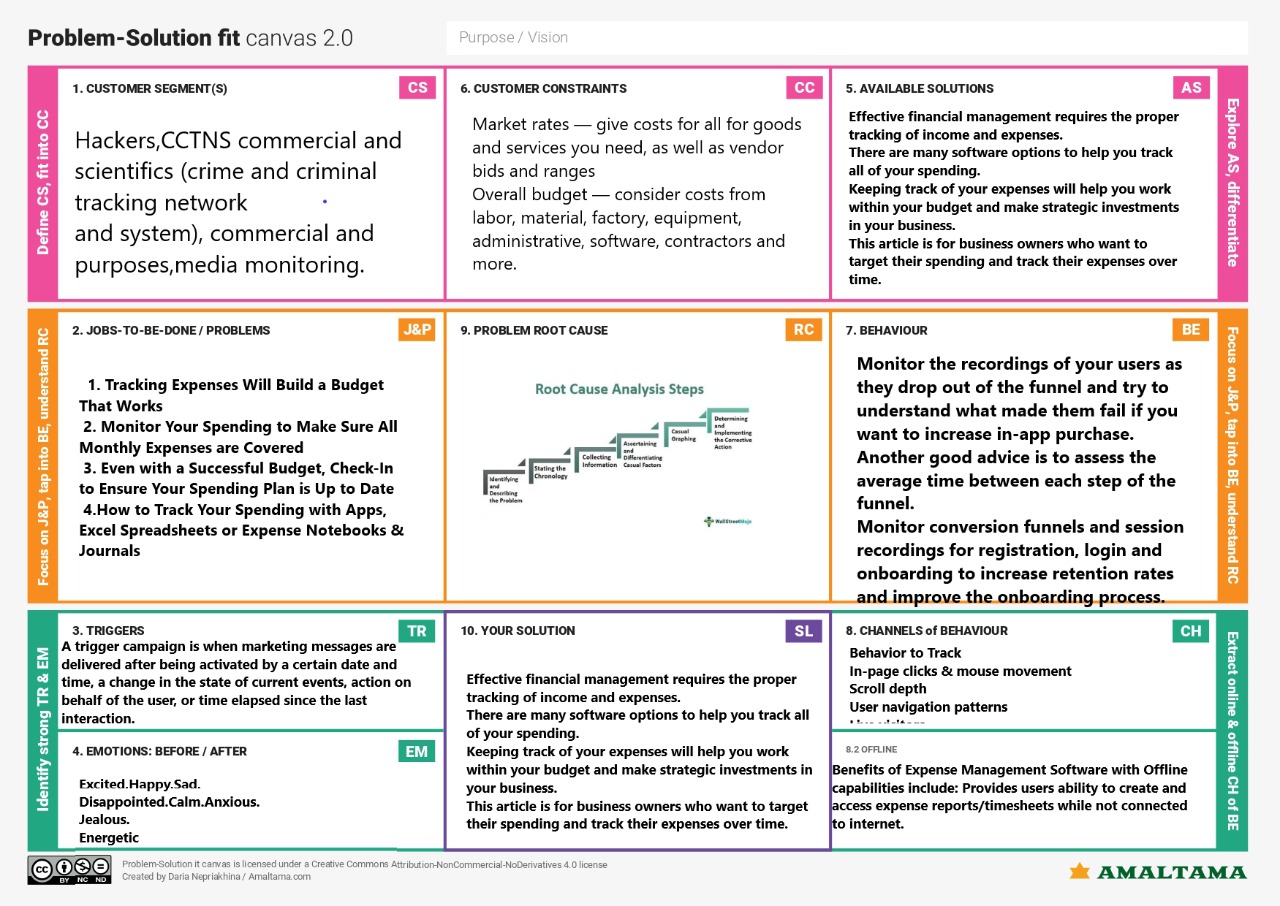 Problem-Solution fit canvas 2.0
Purpose / Vision
Define CS, fit into CC
1. CUSTOMER SEGMENT(S)
CS
Hackers,CCTNS commercial and
scientifics (crime and criminal
tracking network
and system), commercial and
purposes,media monitoring.
6. CUSTOMER CONSTRAINTS
CC
Market rates — give costs for all for goods
and services you need, as well as vendor
bids and ranges
Overall budget — consider costs from
labor, material, factory, equipment,
administrative, software, contractors and
more.
5. AVAILABLE SOLUTIONS
AS
Effective financial management requires the proper
tracking of income and expenses.
There are many software options to help you track
all of your spending.
Keeping track of your expenses will help you work
within your budget and make strategic investments
in your business.
This article is for business owners who want to
target their spending and track their expenses over
time.
Explore AS, differentiate
Focus on J&P, tap into BE, understand RC
2. JOBS-TO-BE-DONE / PROBLEMS
J&P
1. Tracking Expenses Will Build a Budget
That Works
2. Monitor Your Spending to Make Sure All
Monthly Expenses are Covered
3. Even with a Successful Budget, Check-In
to Ensure Your Spending Plan is Up to Date
4.How to Track Your Spending with Apps,
Excel Spreadsheets or Expense Notebooks &
Journals
9. PROBLEM ROOT CAUSE
RC
Root Cause Analysis Steps
Identifying
and
Describing
the Problem
Stating the
Chronology
Collecting
Information
Ascertaining
and
Differentiating
Casual Factors
Casual
Graphing
Determining
and
Implementing
the Corrective
Action
WallStreetMojo
7. BEHAVIOUR
BE
Monitor the recordings of your users as
they drop out of the funnel and try to
understand what made them fail if you
want to increase in-app purchase.
Another good advice is to assess the
average time between each step of the
funnel.
Monitor conversion funnels and session
recordings for registration, login and
onboarding to increase retention rates
and improve the onboarding process.
Focus on J&P, tap into BE, understand RC
Identify strong TR & EM
3. TRIGGERS
TR
A trigger campaign is when marketing messages are
delivered after being activated by a certain date and
time, a change in the state of current events, action on
behalf of the user, or time elapsed since the last
interaction.
4. EMOTIONS: BEFORE / AFTER
EM
Excited.Happy.Sad.
Disappointed.Calm.Anxious.
Jealous.
Energetic
10. YOUR SOLUTION
SL
Effective financial management requires the proper
tracking of income and expenses.
There are many software options to help you track all
of your spending.
Keeping track of your expenses will help you work
within your budget and make strategic investments in
your business.
This article is for business owners who want to target
their spending and track their expenses over time.
8. CHANNELS of BEHAVIOUR
CH
Behavior to Track
In-page clicks & mouse movement
Scroll depth
User navigation patterns
8.2 OFFLINE
Benefits of Expense Management Software with Offline
capabilities include: Provides users ability to create and
access expense reports/timesheets while not connected
to internet.
Extract online & offline CH of BE
CC BY NC ND
Problem-Solution it canvas is licensed under a Creative Commons Attribution-NonCommercial-NoDerivatives 4.0 license
Created by Daria Nepriakhina / Amaltama.com
AMALTAMA